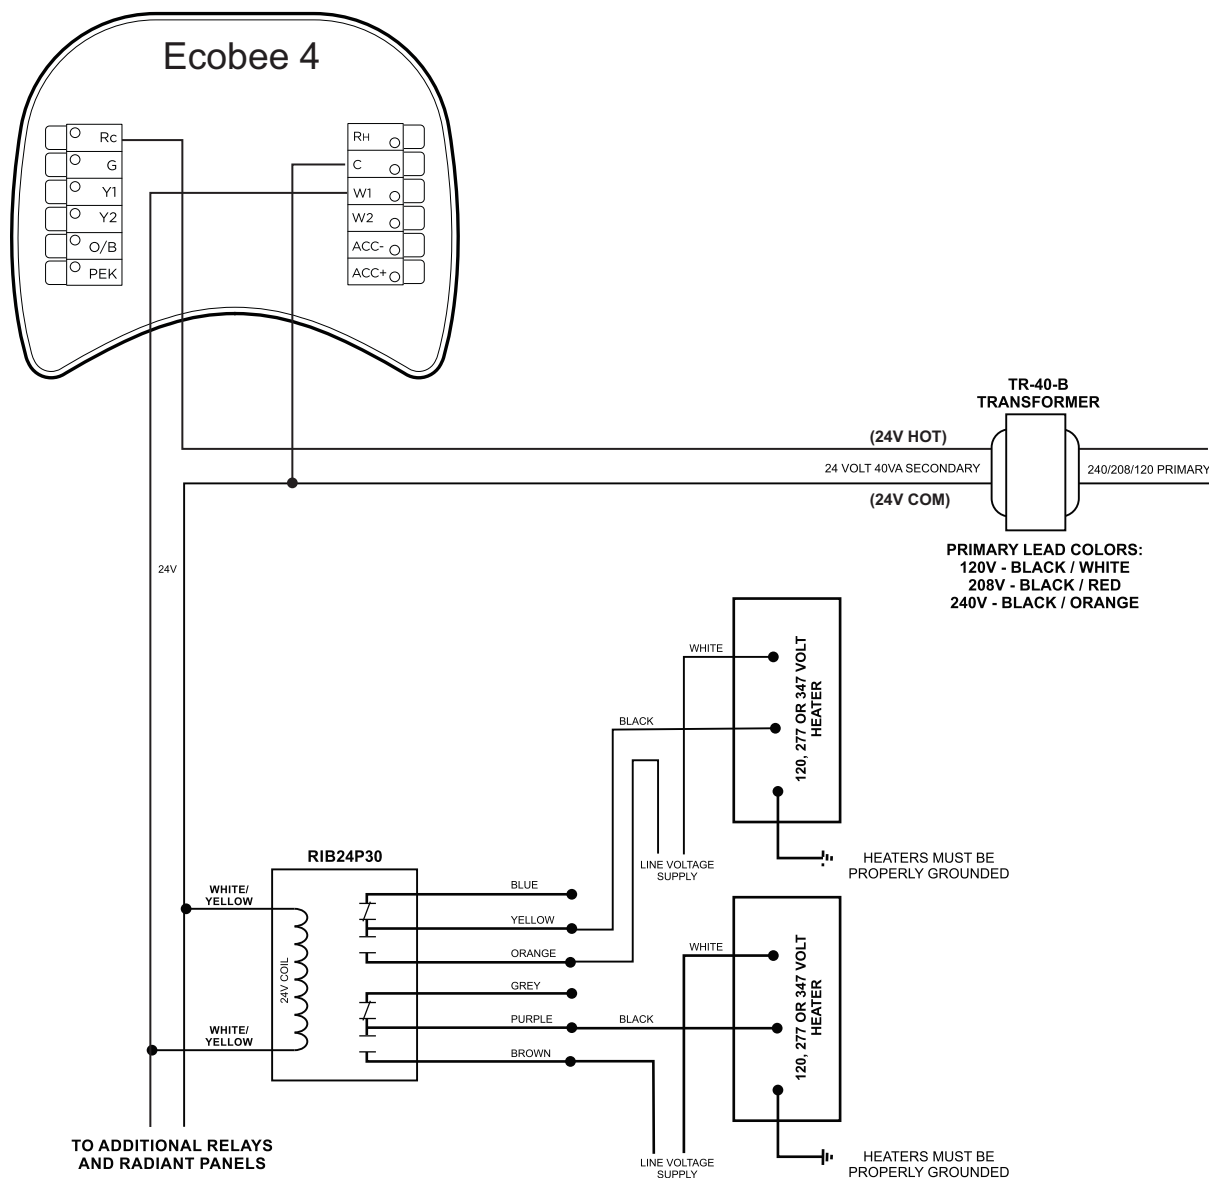 Ecobee 4
Rc
G
Y1
Y2
O/B
PEK
RH
C
W1
W2
ACC-
ACC+
TR-40-B
TRANSFORMER
(24V HOT)
24 VOLT 40VA SECONDARY
(24V COM)
240/208/120 PRIMARY
PRIMARY LEAD COLORS:
120V - BLACK / WHITE
208V - BLACK / RED
240V - BLACK / ORANGE
24V
WHITE
BLACK
120, 277 OR 347 VOLT
HEATER
LINE VOLTAGE
SUPPLY
HEATERS MUST BE
PROPERLY GROUNDED
RIB24P30
WHITE/
YELLOW
24V COIL
WHITE/
YELLOW
BLUE
YELLOW
ORANGE
GREY
PURPLE
BROWN
WHITE
BLACK
120, 277 OR 347 VOLT
HEATER
LINE VOLTAGE
SUPPLY
HEATERS MUST BE
PROPERLY GROUNDED
TO ADDITIONAL RELAYS
AND RADIANT PANELS